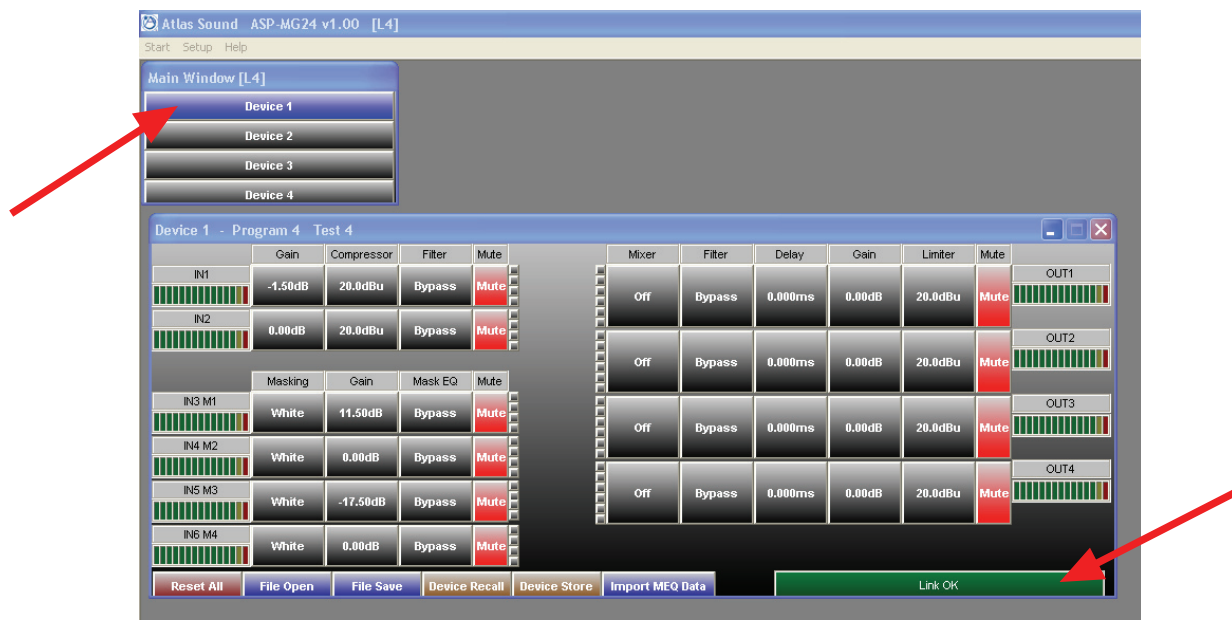 Atlas Sound ASP-MG24 v1.00 [L4]
Start Setup Help
Main Window [L4]
Device 1
Device 2
Device 3
Device 4
Device 1 - Program 4 Test 4
Gain Compressor Filter Mute
IN1 -1.50dB 20.0dBu Bypass Mute
IN2 0.00dB 20.0dBu Bypass Mute
Masking Gain Mask EQ Mute
IN3 M1 White 11.50dB Bypass Mute
IN4 M2 White 0.00dB Bypass Mute
IN5 M3 White -17.50dB Bypass Mute
IN6 M4 White 0.00dB Bypass Mute
Mixer Filter Delay Gain Limiter Mute
Off Bypass 0.000ms 0.00dB 20.0dBu Mute OUT1
Off Bypass 0.000ms 0.00dB 20.0dBu Mute OUT2
Off Bypass 0.000ms 0.00dB 20.0dBu Mute OUT3
Off Bypass 0.000ms 0.00dB 20.0dBu Mute OUT4
Reset All File Open File Save Device Recall Device Store Import MEQ Data Link OK